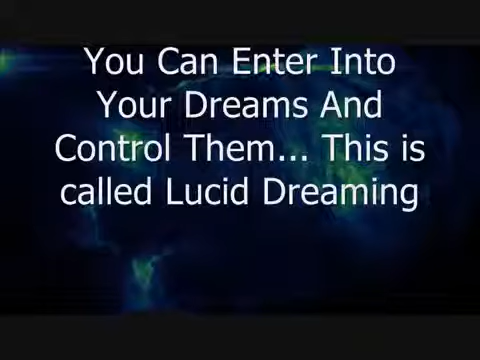 You Can Enter Into
Your Dreams And
Control Them... This is
called Lucid Dreaming